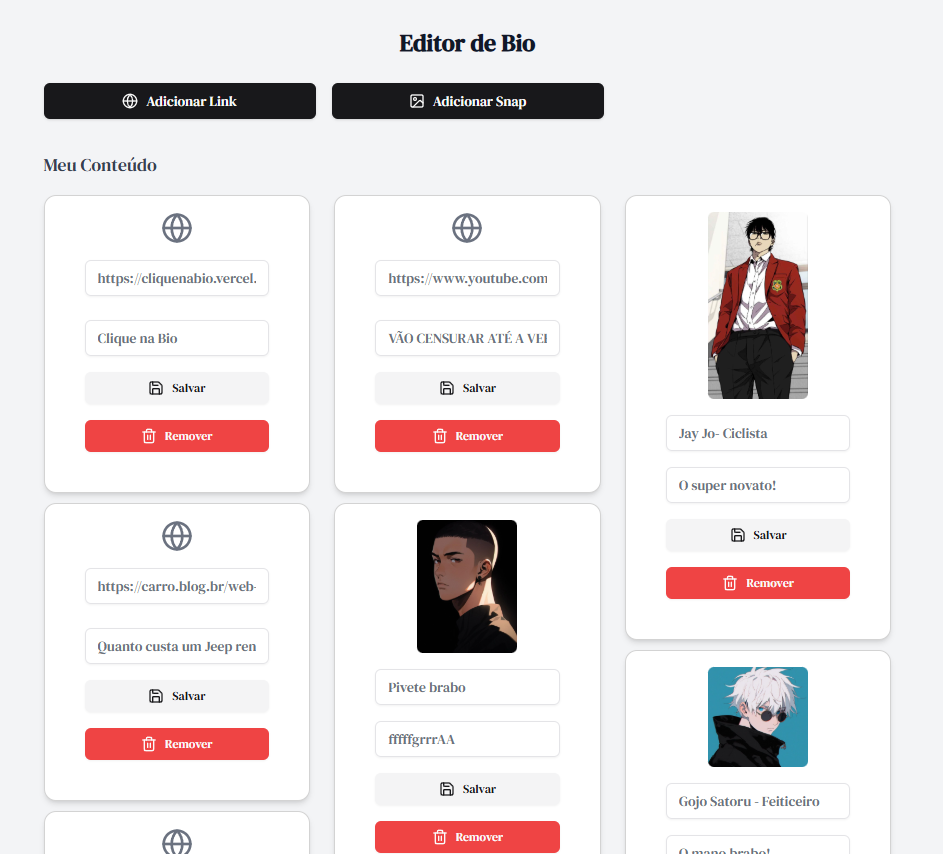 Editor de Bio
Adicionar Link
Adicionar Snap
Meu Conteúdo
https://cliquenabio.vercel.
Clique na Bio
Salvar
Remover
https://www.youtube.com
VÃO CENSURAR ATÉ A VEI
Salvar
Remover
Jay Jo- Ciclista
O super novato!
Salvar
Remover
https://carro.blog.br/web-
Quanto custa um Jeep ren
Salvar
Remover
Pivete brabo
fffffgrrrAA
Salvar
Remover
Gojo Satoru - Feiticeiro
O mano brabo!